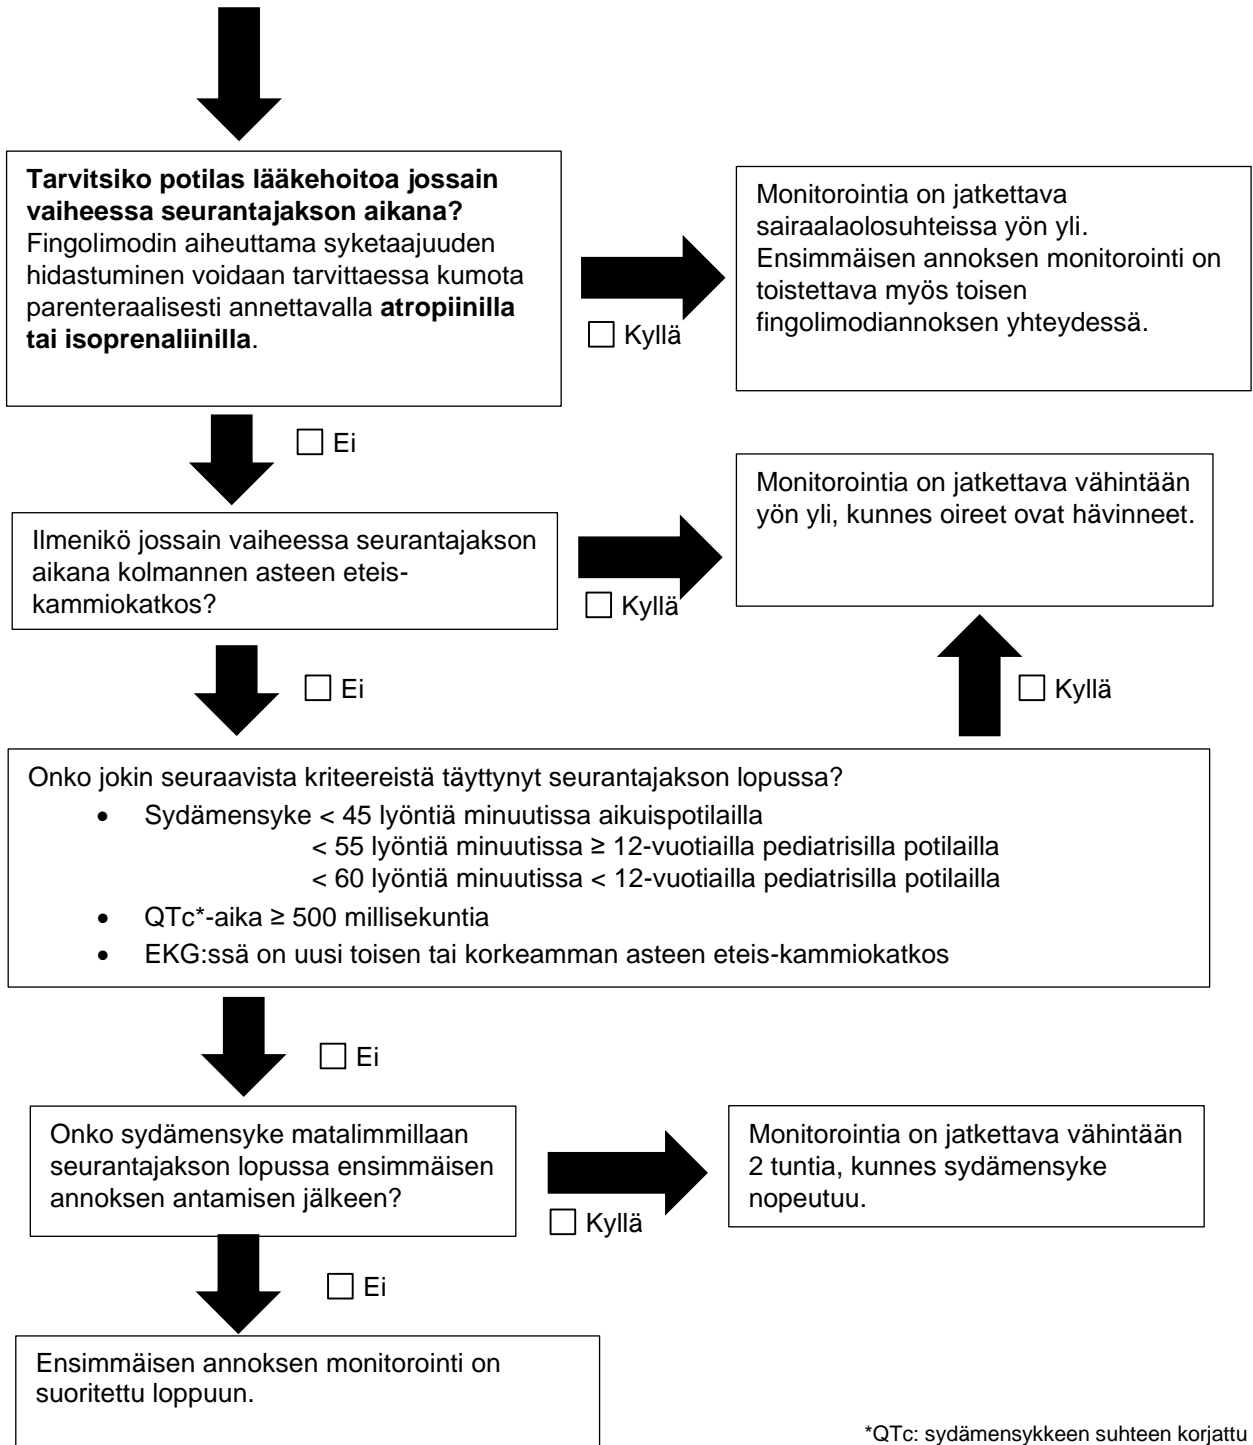 Tarvitsiko potilas lääkehoitoa jossain
vaiheessa seurantajakson aikana?
Fingolimodin aiheuttama syketaajuuden
hidastuminen voidaan tarvittaessa kumota
parenteraalisesti annettavalla atropiinilla
tai isoprenaliinilla.
Kyllä
Monitorointia on jatkettava
sairaalaolosuhteissa yön yli.
Ensimmäisen annoksen monitorointi on
toistettava myös toisen
fingolimodiannoksen yhteydessä.
Ei
Ilmenikö jossain vaiheessa seurantajakson
aikana kolmannen asteen eteis-
kammiokatkos?
Kyllä
Monitorointia on jatkettava vähintään
yön yli, kunnes oireet ovat hävinneet.
Ei
Kyllä
Onko jokin seuraavista kriteereistä täyttynyt seurantajakson lopussa?
• Sydämensyke < 45 lyöntiä minuutissa aikuispotilailla
< 55 lyöntiä minuutissa ≥ 12-vuotiailla pediatrisilla potilailla
< 60 lyöntiä minuutissa < 12-vuotiailla pediatrisilla potilailla
• QTc*-aika ≥ 500 millisekuntia
• EKG:ssä on uusi toisen tai korkeamman asteen eteis-kammiokatkos
Ei
Onko sydämensyke matalimmillaan
seurantajakson lopussa ensimmäisen
annoksen antamisen jälkeen?
Kyllä
Monitorointia on jatkettava vähintään
2 tuntia, kunnes sydämensyke
nopeutuu.
Ei
Ensimmäisen annoksen monitorointi on
suoritettu loppuun.
*QTc: sydämensykkeen suhteen korjattu